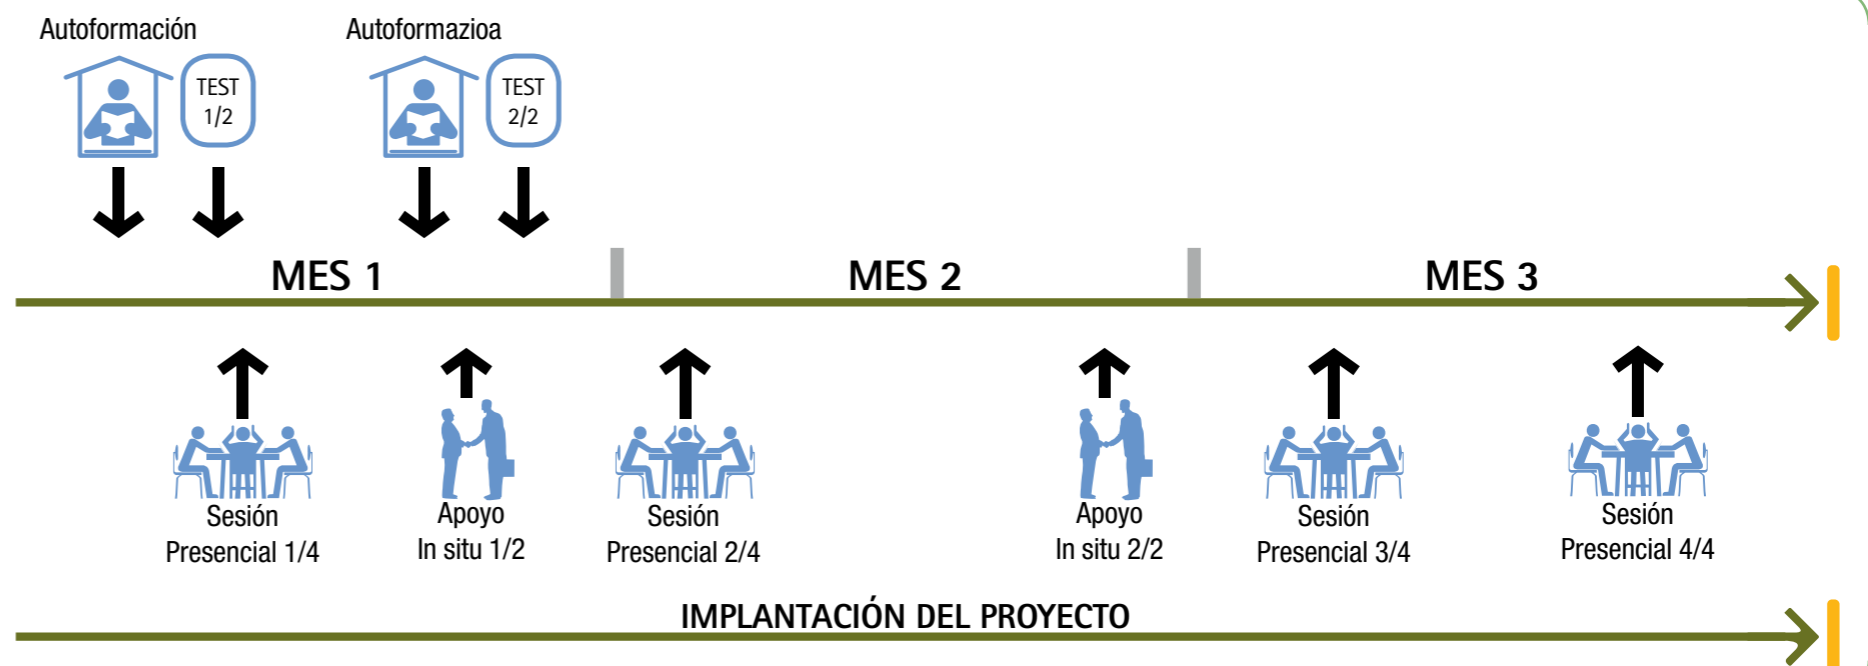 Autoformación
Autoformazioa
TEST
1/2
TEST
2/2
MES 1
MES 2
MES 3
Sesión
Presencial 1/4
Apoyo
In situ 1/2
Sesión
Presencial 2/4
Apoyo
In situ 2/2
Sesión
Presencial 3/4
Sesión
Presencial 4/4
IMPLANTACIÓN DEL PROYECTO